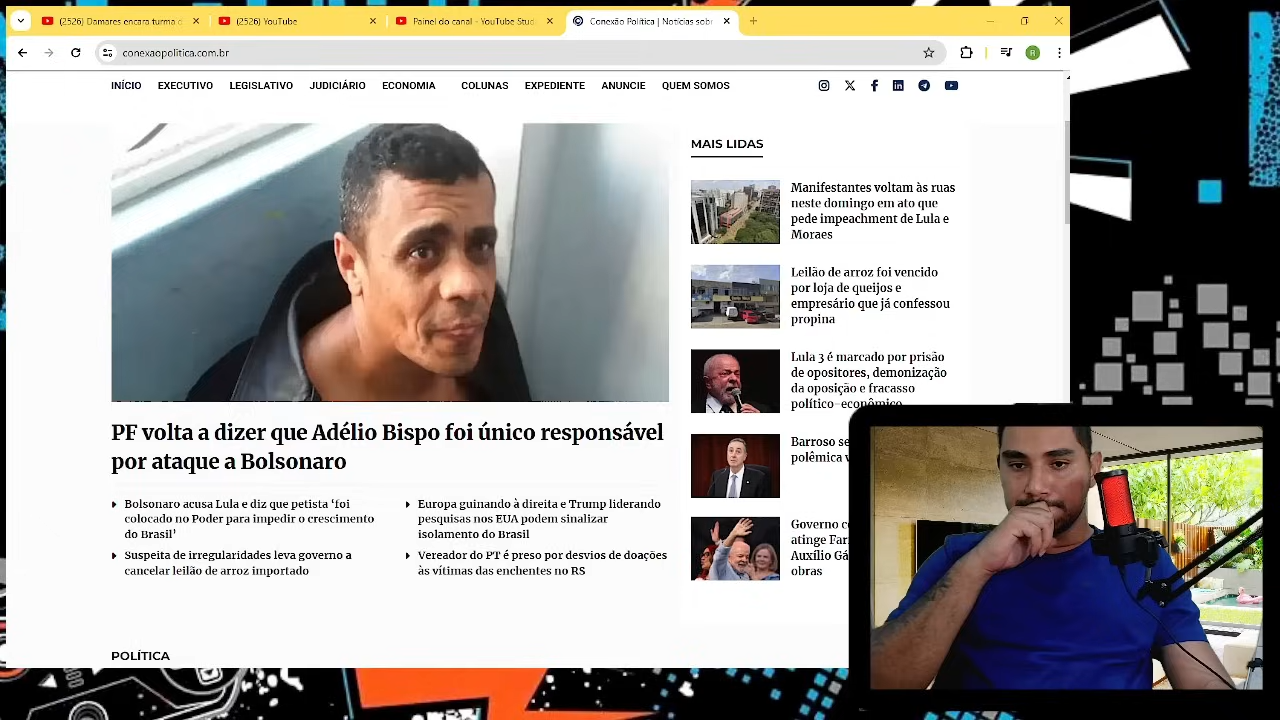 (2526) Damares encara turma d
(2526) YouTube
Painel do canal - YouTube Stud
Conexão Política | Notícias sob
conexaopolitica.com.br
R
INÍCIO EXECUTIVO LEGISLATIVO JUDICIÁRIO ECONOMIA COLUNAS EXPEDIENTE ANUNCIE QUEM SOMOS
PF volta a dizer que Adélio Bispo foi único responsável
por ataque a Bolsonaro
Bolsonaro acusa Lula e diz que petista ‘foi
colocado no Poder para impedir o crescimento
do Brasil’
Suspeita de irregularidades leva governo a
cancelar leilão de arroz importado
Europa guinando à direita e Trump liderando
pesquisas nos EUA podem sinalizar
isolamento do Brasil
Vereador do PT é preso por desvios de doações
às vítimas das enchentes no RS
MAIS LIDAS
Manifestantes voltam às ruas
neste domingo em ato que
pede impeachment de Lula e
Moraes
Leilão de arroz foi vencido
por loja de queijos e
empresário que já confessou
propina
Lula 3 é marcado por prisão
de opositores, demonização
da oposição e fracasso
político-econômico
Barroso se
polêmica
Governo
atinge
Auxílio
obras
POLÍTICA